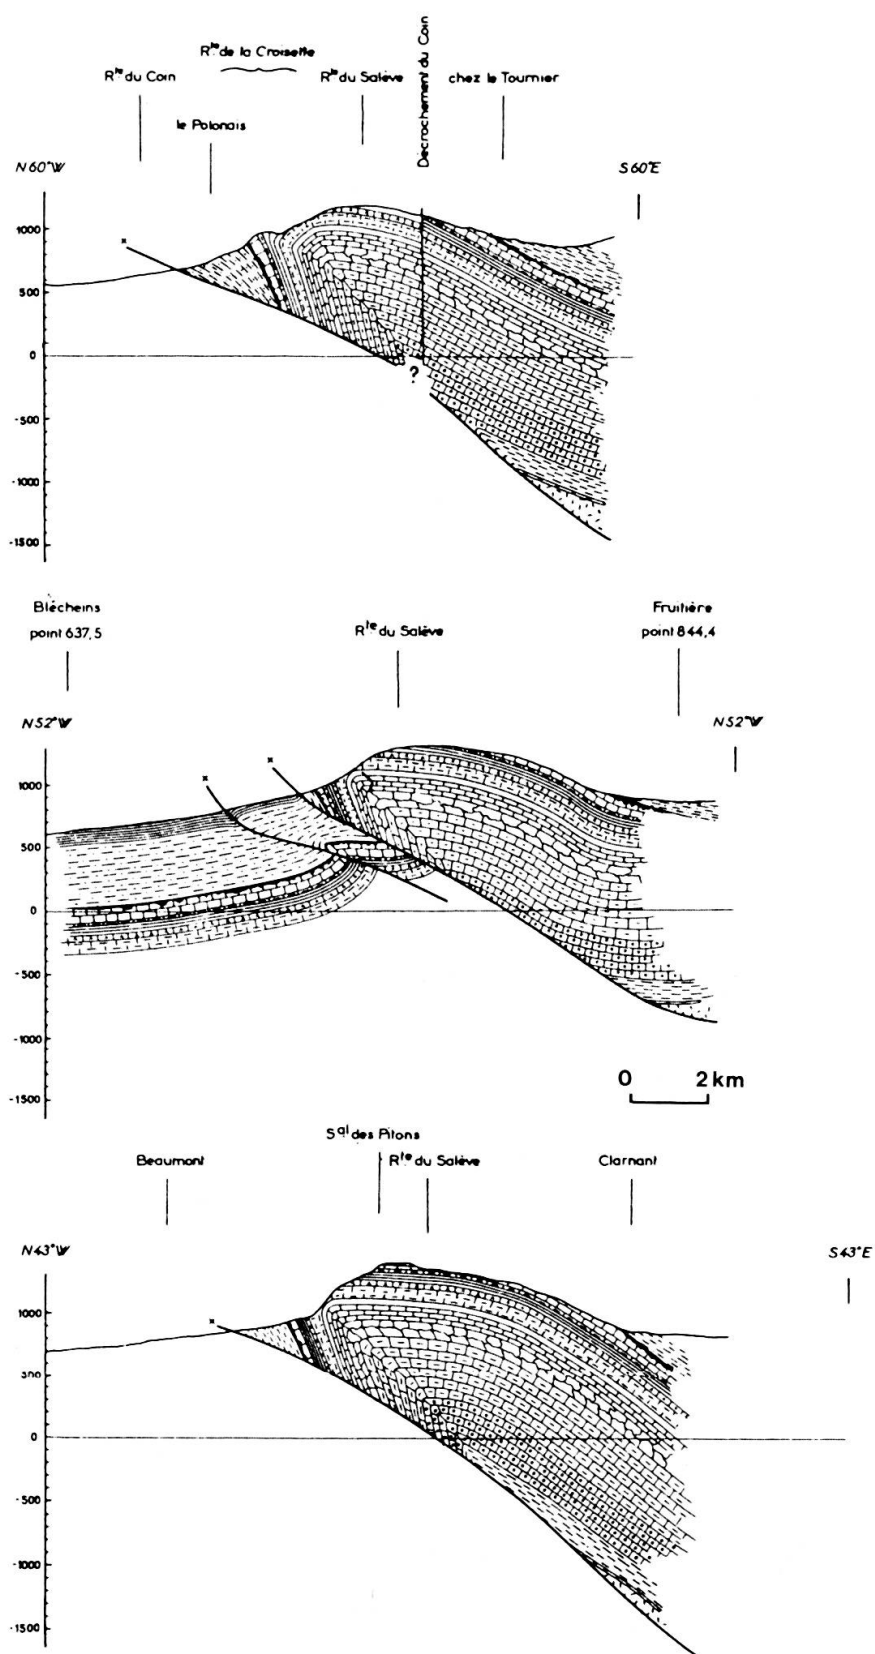 Rte de la Croisette
Rte du Coin
Rte du Salève
Décrochement du Coin
chez le Tournier
le Polonais
N60°W
S60°E
1000
500
0
-500
-1000
-1500
?
Blécheins
point 637,5
Rte du Salève
Fruitière
point 844,4
N52°W
N52°W
1000
500
0
-500
-1000
-1500
0 2 km
Sal des Pitons
Beaumont
Rte du Salève
Clarnant
N43°W
S43°E
1000
500
0
-500
-1000
-1500